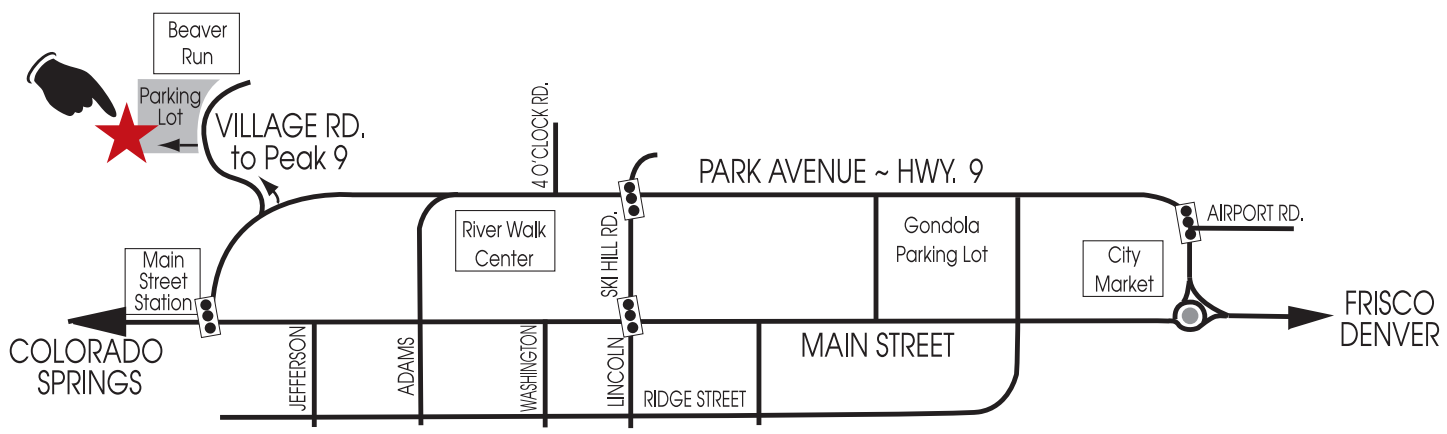 Beaver
Run
Parking
Lot
VILLAGE RD.
to Peak 9
4 O'CLOCK RD.
PARK AVENUE ~ HWY. 9
AIRPORT RD.
River Walk
Center
SKI HILL RD.
Gondola
Parking Lot
City
Market
Main
Street
Station
FRISCO
DENVER
COLORADO
SPRINGS
MAIN STREET
JEFFERSON
ADAMS
WASHINGTON
LINCOLN
RIDGE STREET